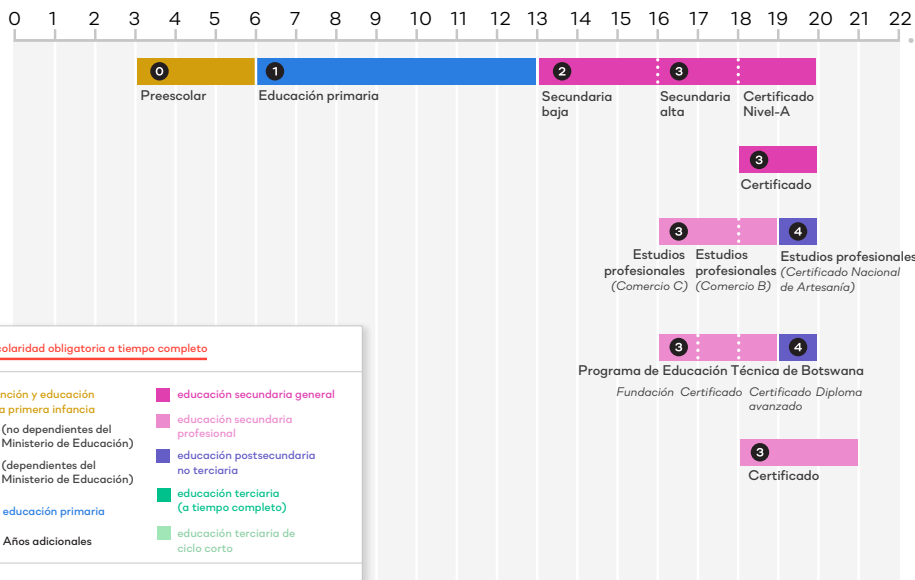 0 1 2 3 4 5 6 7 8 9 10 11 12 13 14 15 16 17 18 19 20 21 22
0 1 2 3
Preescolar Educación primaria Secundaria baja Secundaria alta Certificado Nivel-A
3
Certificado
3 4
Estudios profesionales (Comercio C) Estudios profesionales (Comercio B) Estudios profesionales (Certificado Nacional de Artesanía)
3 4
Programa de Educación Técnica de Botswana
Fundación Certificado Certificado avanzado Diploma
3
Certificado
obligatoria a tiempo completo
y educación
primera infancia
(no dependientes del
Ministerio de Educación)
(dependientes del
Ministerio de Educación)
educación primaria
Años adicionales
educación secundaria general
educación secundaria
profesional
educación postsecundaria
no terciaria
educación terciaria
(a tiempo completo)
educación terciaria de
ciclo corto